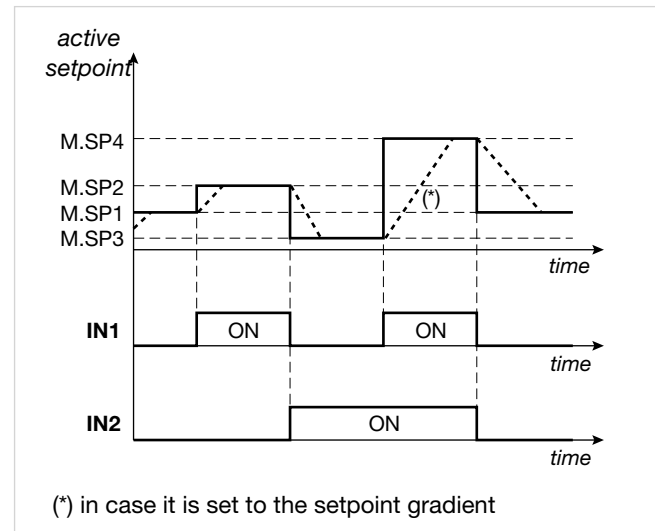 active
setpoint
M.SP4
M.SP2
(*)
M.SP1
M.SP3
time
IN1
ON
ON
time
IN2
ON
time
(*) in case it is set to the setpoint gradient